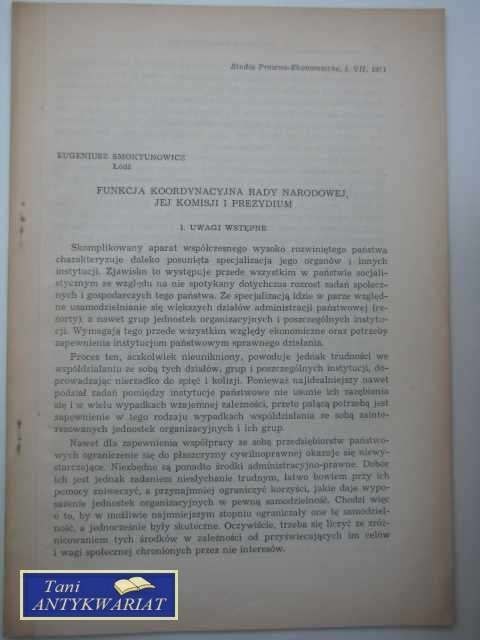 Studia Prawno-Ekonomiczne, t. VII, 1971
EUGENIUSZ SMOKTUNOWICZ
Łódź
FUNKCJA KOORDYNACYJNA RADY NARODOWEJ,
JEJ KOMISJI I PREZYDIUM
1. UWAGI WSTĘPNE
Skomplikowany aparat współczesnego wysoko rozwiniętego państwa
charakteryzuje daleko posunięta specjalizacja jego organów i innych
instytucji. Zjawisko to występuje przede wszystkim w państwie socjali-
stycznym ze względu na nie spotykany dotychczas rozrost zadań społecz-
nych i gospodarczych tego państwa. Ze specjalizacją idzie w parze względ-
ne usamodzielnianie się większych działów administracji państwowej (re-
sorty) a nawet grup jednostek organizacyjnych i poszczególnych instytu-
cji. Wymagają tego przede wszystkim względy ekonomiczne oraz potrzeby
zapewnienia instytucjom państwowym sprawnego działania.
Proces ten, aczkolwiek nieunikniony, powoduje jednak trudności we
współdziałaniu ze sobą tych działów, grup i poszczególnych instytucji, do-
prowadzając nierzadko do spięć i kolizji. Ponieważ najidealniejszy nawet
podział zadań pomiędzy instytucje państwowe nie usunie ich zazębiania
się i w wielu wypadkach wzajemnej zależności, przeto palącą potrzebą jest
zapewnienie w tego rodzaju wypadkach współdziałania ze sobą zainte-
resowanych jednostek organizacyjnych i ich grup.
Nawet dla zapewnienia współpracy ze sobą przedsiębiorstw państwo-
wych ograniczenie się do płaszczyzny cywilnoprawnej okazuje się niewy-
starczające. Niezbędne są ponadto środki administracyjno-prawne. Dobór
ich jest jednak zadaniem niesłychanie trudnym, łatwo bowiem przy ich
pomocy zniweczyć, a przynajmniej ograniczyć korzyści, jakie daje wypo-
sażenie jednostek organizacyjnych w pewną samodzielność. Chodzi więc
o to, by w możliwie najmniejszym stopniu ograniczały one tę samodziel-
ność, a jednocześnie były skuteczne. Oczywiście, trzeba się liczyć ze zróż-
nicowaniem tych środków w zależności od przyświecających im celów
i wagi społecznej chronionych przez nie interesów.
Tani
ANTYKWARIAT